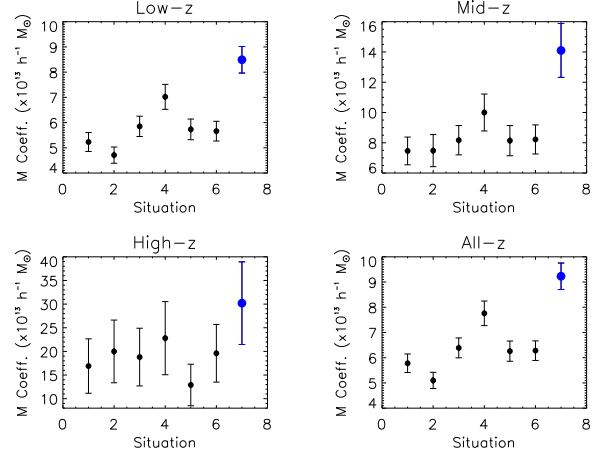 Low-z
M Coeff. (x10¹³ h⁻¹ M⊙)
10
9
8
7
6
5
4
0 2 4 6 8
Situation
Mid-z
M Coeff. (x10¹³ h⁻¹ M⊙)
16
14
12
10
8
6
0 2 4 6 8
Situation
High-z
M Coeff. (x10¹³ h⁻¹ M⊙)
40
35
30
25
20
15
10
0 2 4 6 8
Situation
All-z
M Coeff. (x10¹³ h⁻¹ M⊙)
10
9
8
7
6
5
4
0 2 4 6 8
Situation